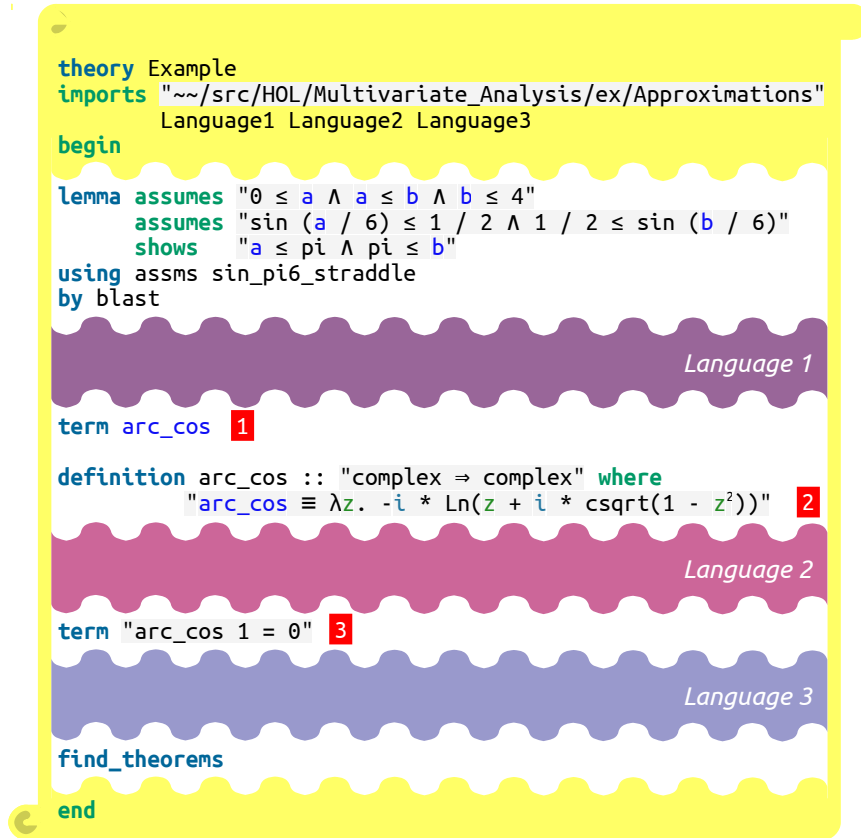 theory Example
imports "~~/src/HOL/Multivariate_Analysis/ex/Approximations"
Language1 Language2 Language3
begin
lemma assumes "0 ≤ a ∧ a ≤ b ∧ b ≤ 4"
assumes "sin (a / 6) ≤ 1 / 2 ∧ 1 / 2 ≤ sin (b / 6)"
shows "a ≤ pi ∧ pi ≤ b"
using assms sin_pi6_straddle
by blast
Language 1
term arc_cos 1
definition arc_cos :: "complex ⇒ complex" where
"arc_cos ≡ λz. -i * Ln(z + i * csqrt(1 - z²))" 2
Language 2
term "arc_cos 1 = 0" 3
Language 3
find_theorems
end